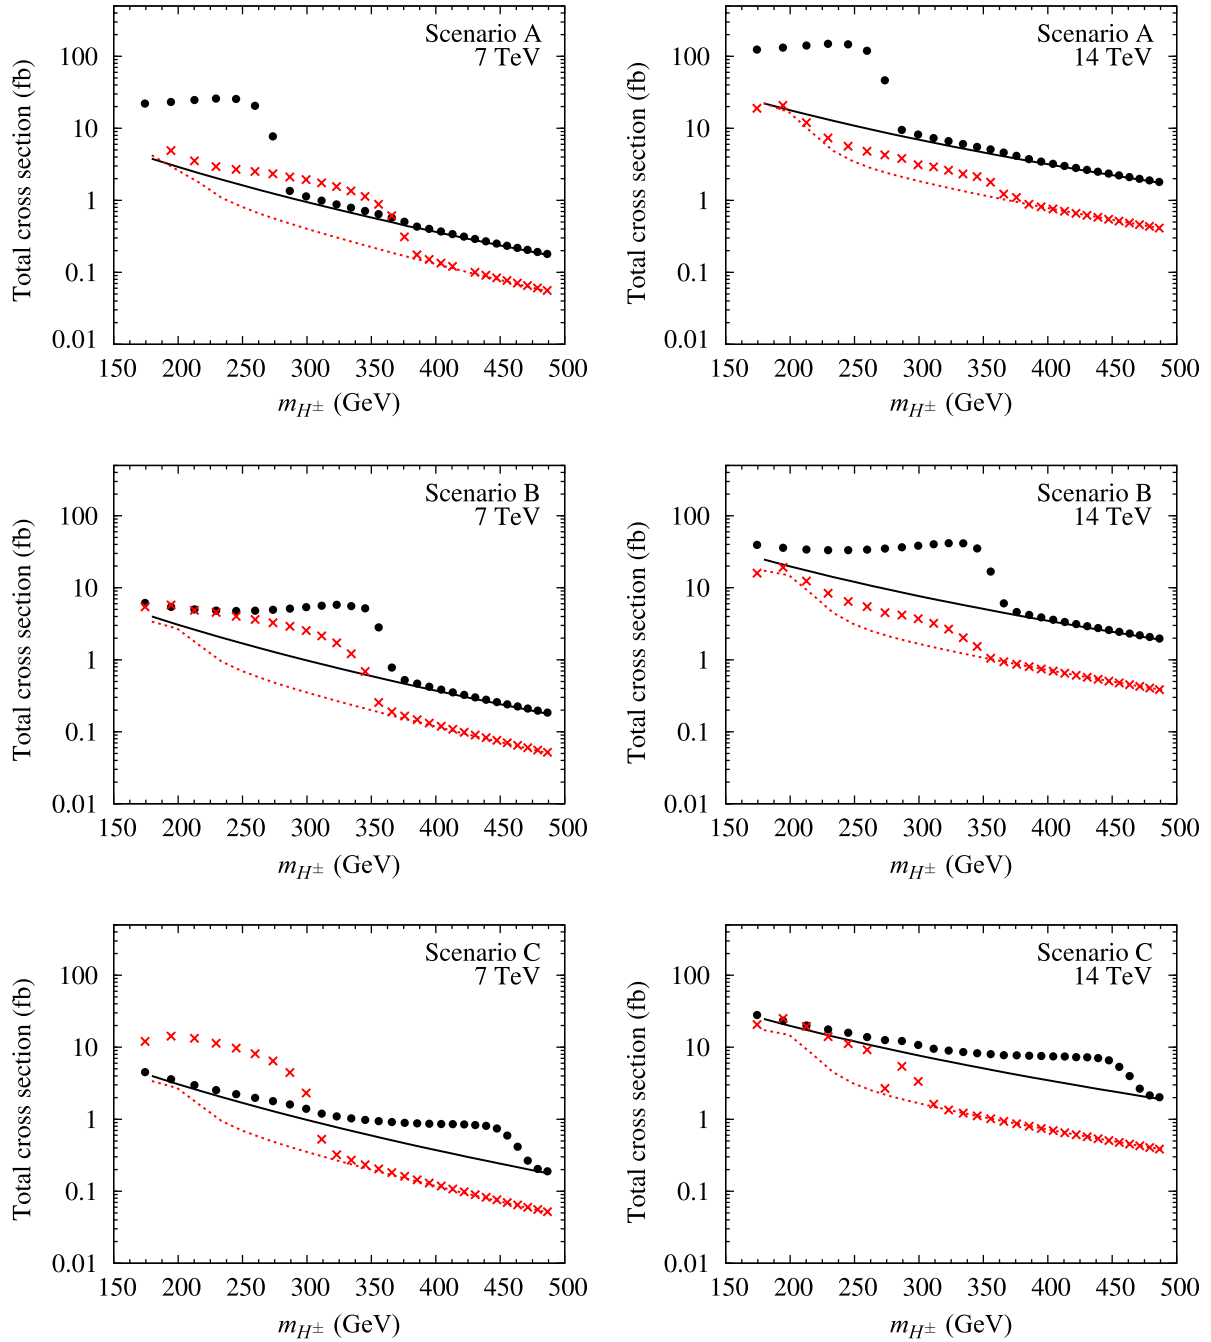 Scenario A
7 TeV
Total cross section (fb)
100
10
1
0.1
0.01
150 200 250 300 350 400 450 500
m_{H±} (GeV)
Scenario A
14 TeV
Total cross section (fb)
100
10
1
0.1
0.01
150 200 250 300 350 400 450 500
m_{H±} (GeV)
Scenario B
7 TeV
Total cross section (fb)
100
10
1
0.1
0.01
150 200 250 300 350 400 450 500
m_{H±} (GeV)
Scenario B
14 TeV
Total cross section (fb)
100
10
1
0.1
0.01
150 200 250 300 350 400 450 500
m_{H±} (GeV)
Scenario C
7 TeV
Total cross section (fb)
100
10
1
0.1
0.01
150 200 250 300 350 400 450 500
m_{H±} (GeV)
Scenario C
14 TeV
Total cross section (fb)
100
10
1
0.1
0.01
150 200 250 300 350 400 450 500
m_{H±} (GeV)